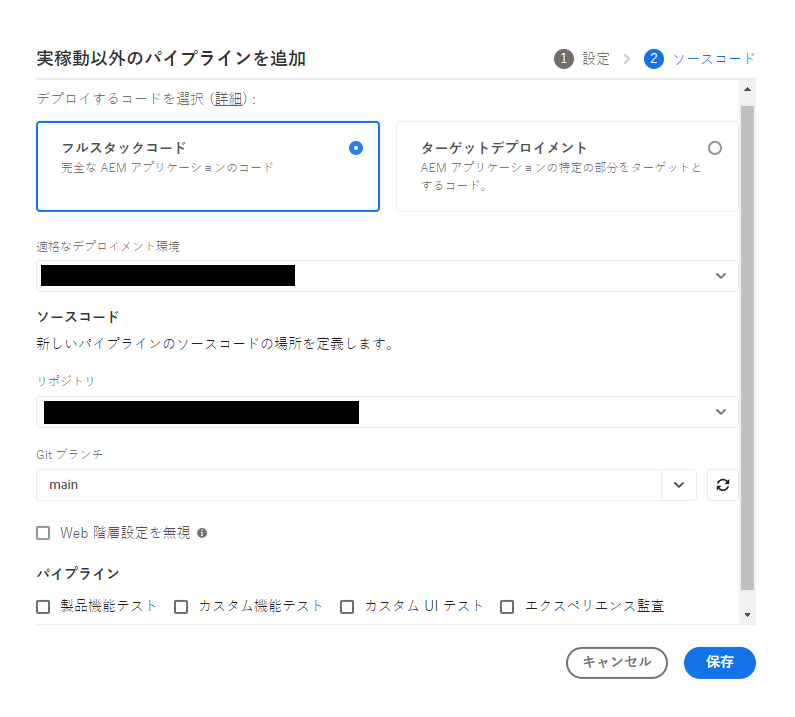 実稼動以外のパイプラインを追加
1 設定 > 2 ソースコード
デプロイするコードを選択 (詳細) :
フルスタックコード
完全な AEM アプリケーションのコード
ターゲットデプロイメント
AEM アプリケーションの特定の部分をターゲットと
するコード。
適格なデプロイメント環境
ソースコード
新しいパイプラインのソースコードの場所を定義します。
リポジトリ
Git ブランチ
main
Web 階層設定を無視
パイプライン
製品機能テスト カスタム機能テスト カスタム UI テスト エクスペリエンス監査
キャンセル 保存